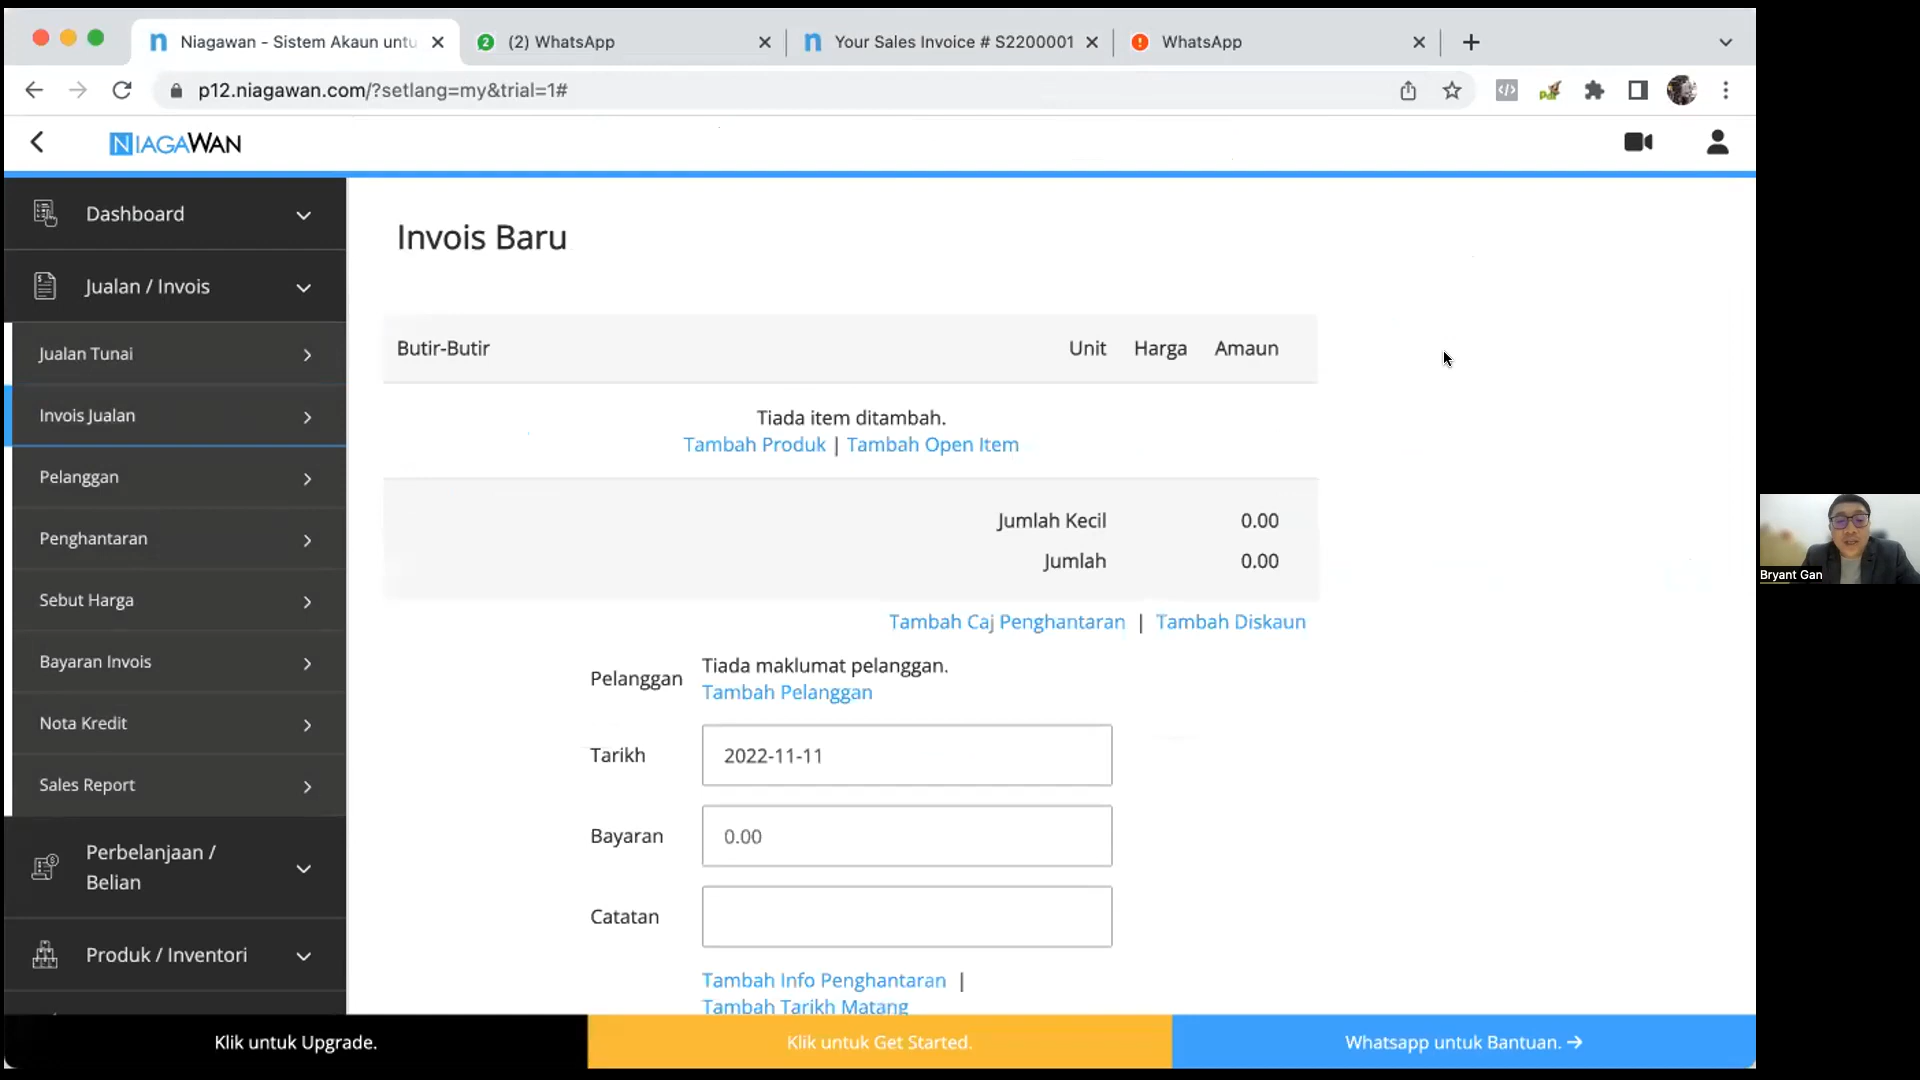 Niagawan - Sistem Akaun untu
(2) WhatsApp
Your Sales Invoice # S2200001
WhatsApp
p12.niagawan.com/?setlang=my&trial=1#
NIAGAWAN
Dashboard
Jualan / Invois
Jualan Tunai
Invois Jualan
Pelanggan
Penghantaran
Sebut Harga
Bayaran Invois
Nota Kredit
Sales Report
Perbelanjaan /
Belian
Produk / Inventori
Invois Baru
Butir-Butir Unit Harga Amaun
Tiada item ditambah.
Tambah Produk | Tambah Open Item
Jumlah Kecil 0.00
Jumlah 0.00
Tambah Caj Penghantaran | Tambah Diskaun
Pelanggan
Tiada maklumat pelanggan.
Tambah Pelanggan
Tarikh 2022-11-11
Bayaran 0.00
Catatan
Tambah Info Penghantaran |
Tambah Tarikh Matang
Klik untuk Upgrade.
Klik untuk Get Started.
Whatsapp untuk Bantuan. →
Bryant Gan